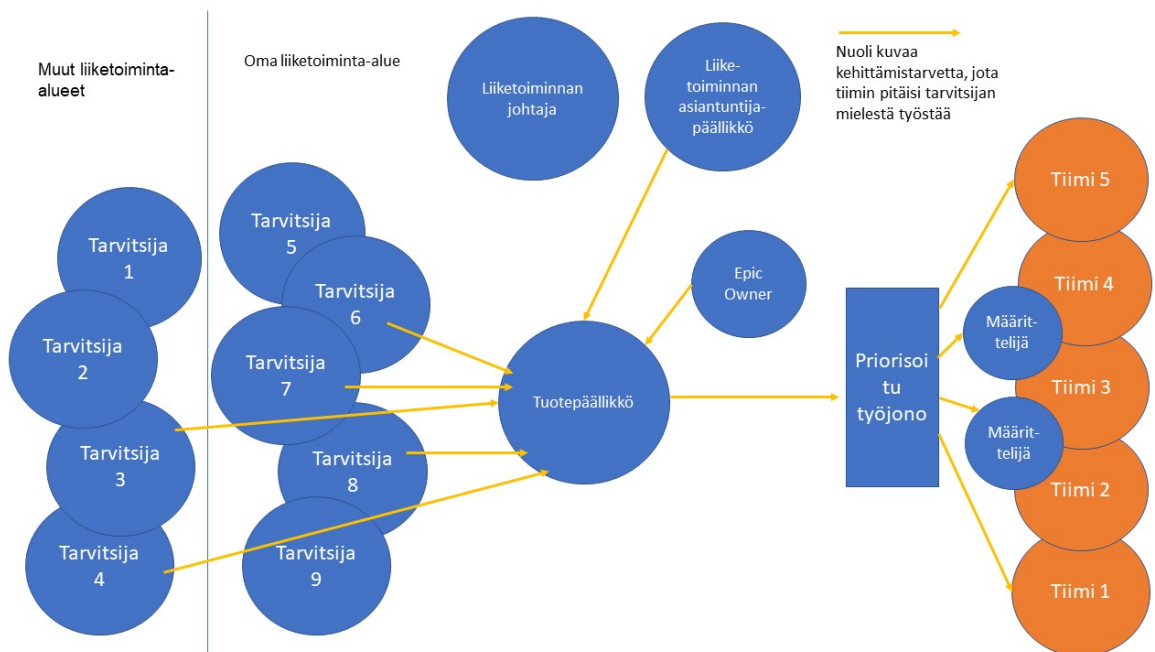 Muut liiketoiminta-
alueet
Oma liiketoiminta-alue
Liiketoiminnan
johtaja
Liike-
toiminnan
asiantuntija-
päällikkö
Nuoli kuvaa
kehittämistarvetta, jota
tiimin pitäisi tarvitsijan
mielestä työstää
Tarvitsija
1
Tarvitsija
2
Tarvitsija
3
Tarvitsija
4
Tarvitsija
5
Tarvitsija
6
Tarvitsija
7
Tarvitsija
8
Tarvitsija
9
Epic
Owner
Tuotepäällikkö
Priorisoi
tu
työjono
Määrit-
telijä
Määrit-
telijä
Tiimi 5
Tiimi 4
Tiimi 3
Tiimi 2
Tiimi 1